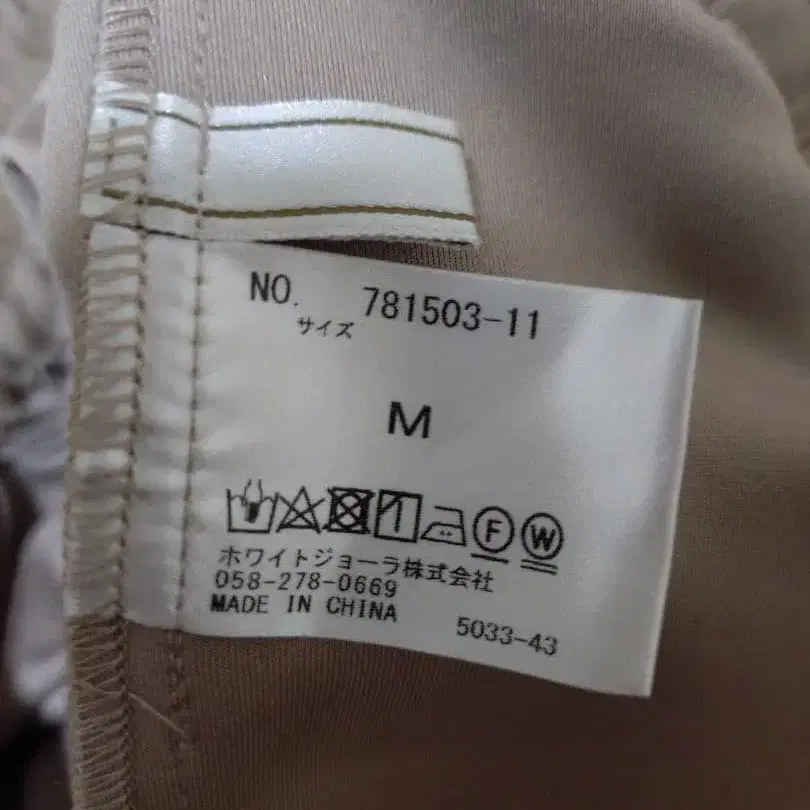 NO. 781503-11
サイズ
M
F W
ホワイトジョーラ株式会社
058-278-0669
MADE IN CHINA 5033-43